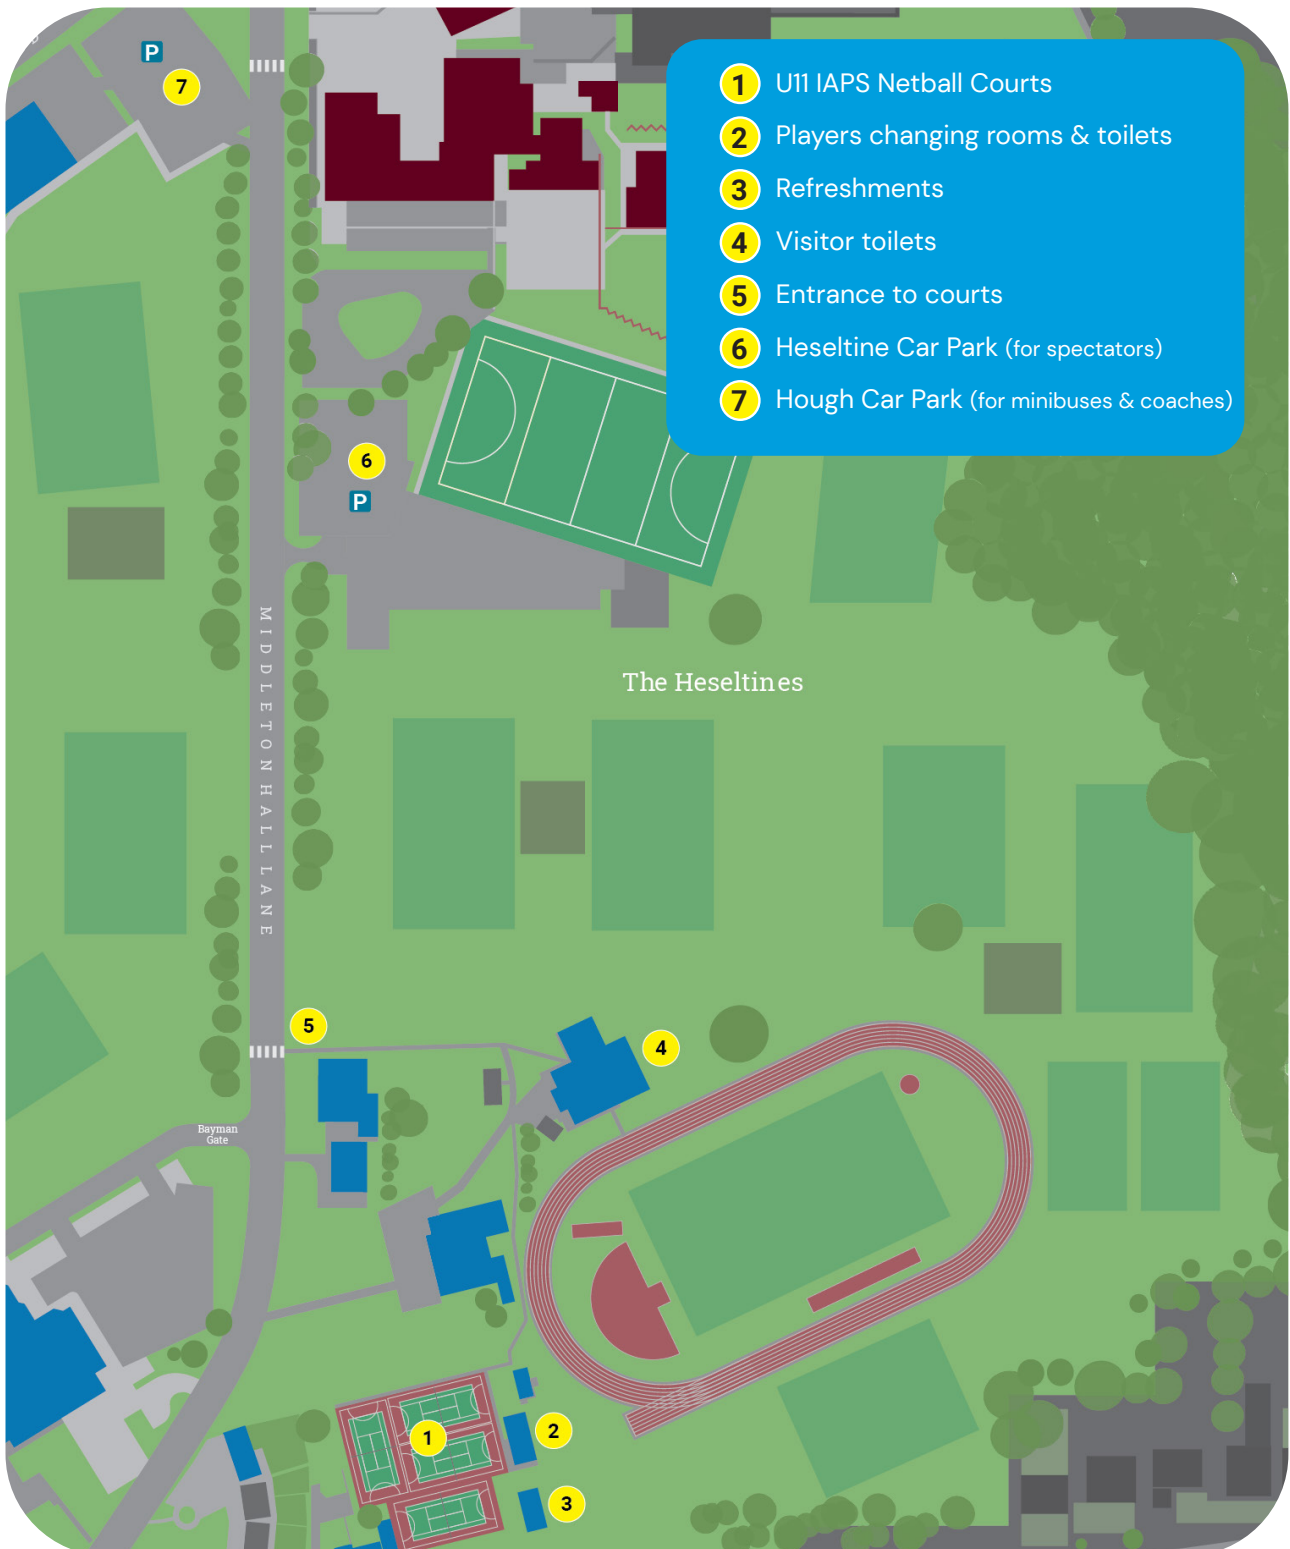 P
7
1 U11 IAPS Netball Courts
2 Players changing rooms & toilets
3 Refreshments
4 Visitor toilets
5 Entrance to courts
6 Heseltine Car Park (for spectators)
7 Hough Car Park (for minibuses & coaches)
6
P
MIDDLETON HALL LANE
The Heseltines
5
4
Bayman
Gate
1
2
3